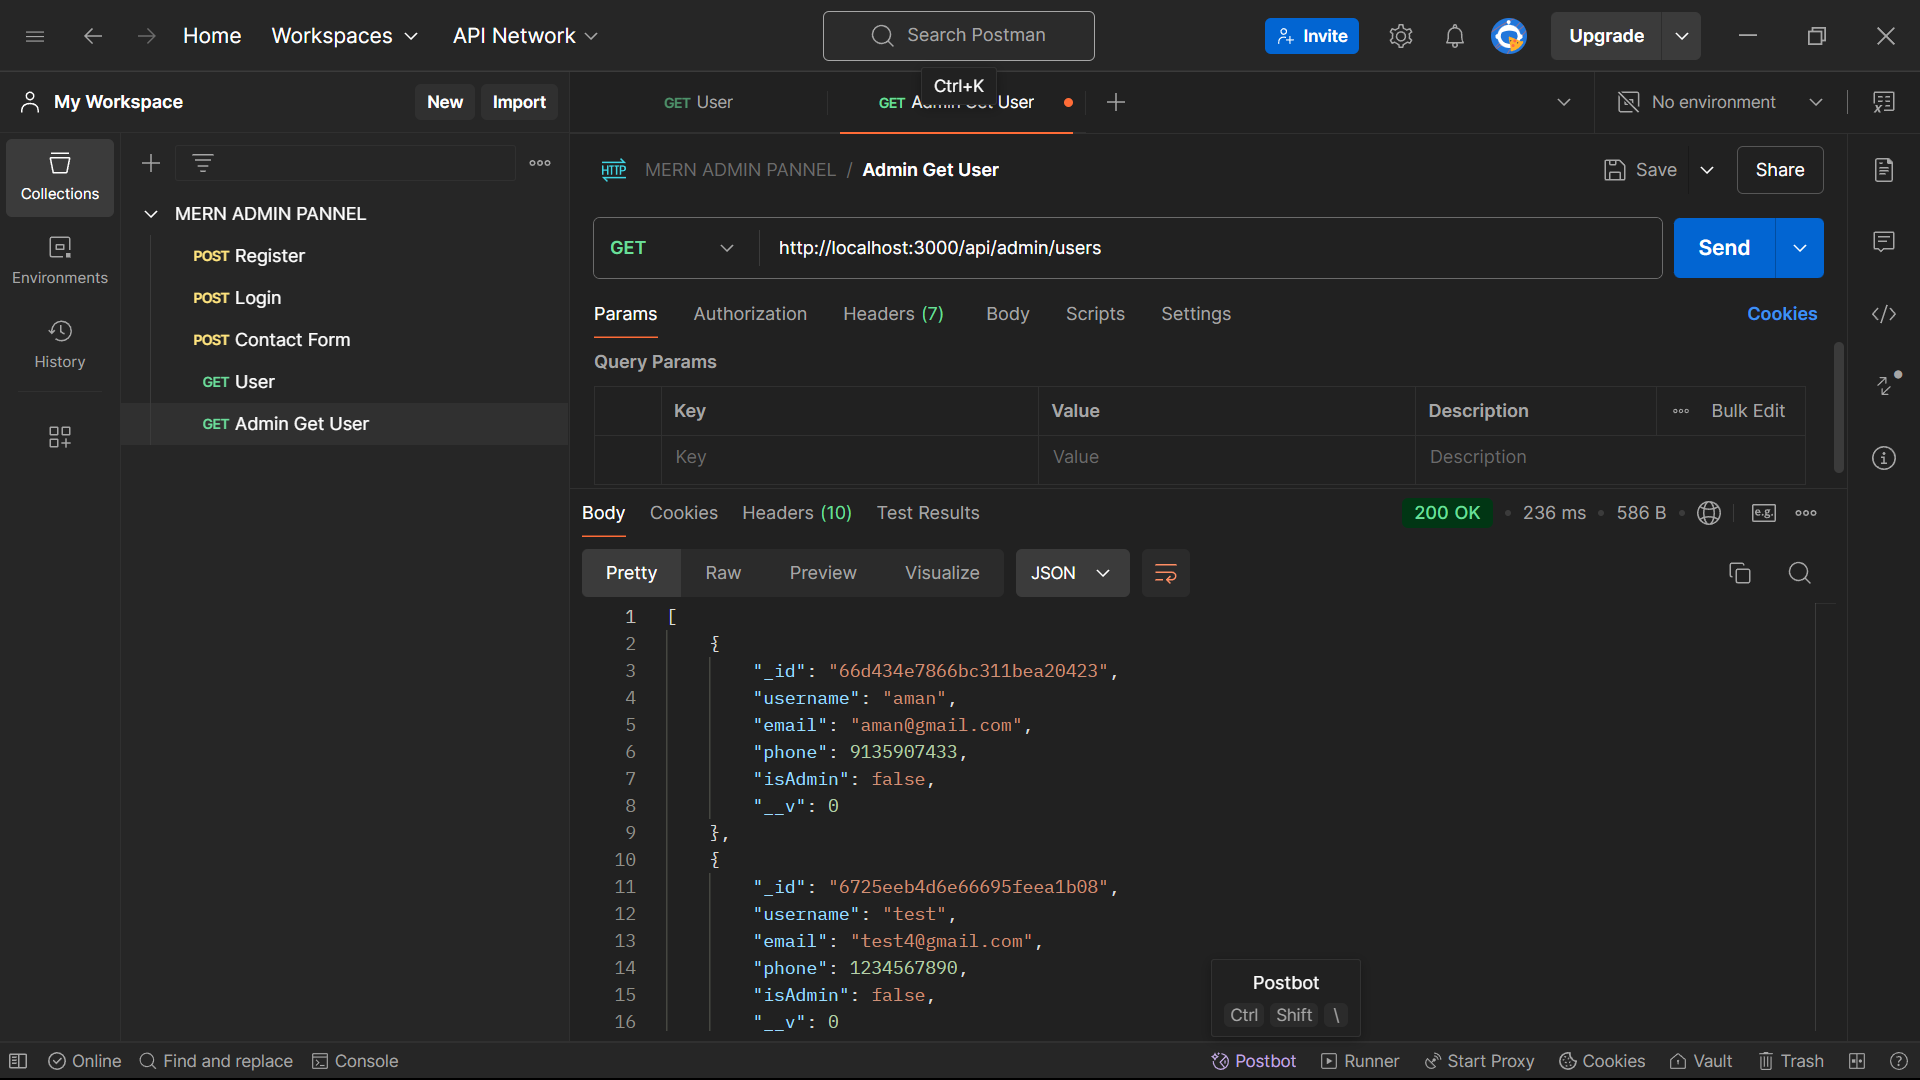 Home Workspaces API Network Search Postman Invite Upgrade
Ctrl+K
My Workspace New Import GET User GET User No environment
Collections
Environments
History
MERN ADMIN PANNEL
POST Register
POST Login
POST Contact Form
GET User
GET Admin Get User
HTTP MERN ADMIN PANNEL / Admin Get User Save Share
GET http://localhost:3000/api/admin/users Send
Params Authorization Headers (7) Body Scripts Settings Cookies
Query Params
Key Value Description Bulk Edit
Key Value Description
Body Cookies Headers (10) Test Results 200 OK • 236 ms • 586 B • e.g.
Pretty Raw Preview Visualize JSON
1 [
2 {
3 "_id": "66d434e7866bc311bea20423",
4 "username": "aman",
5 "email": "aman@gmail.com",
6 "phone": 9135907433,
7 "isAdmin": false,
8 "__v": 0
9 },
10 {
11 "_id": "6725eeb4d6e66695feea1b08",
12 "username": "test",
13 "email": "test4@gmail.com",
14 "phone": 1234567890,
15 "isAdmin": false,
16 "__v": 0
Postbot
Ctrl Shift \
Online Find and replace Console Postbot Runner Start Proxy Cookies Vault Trash